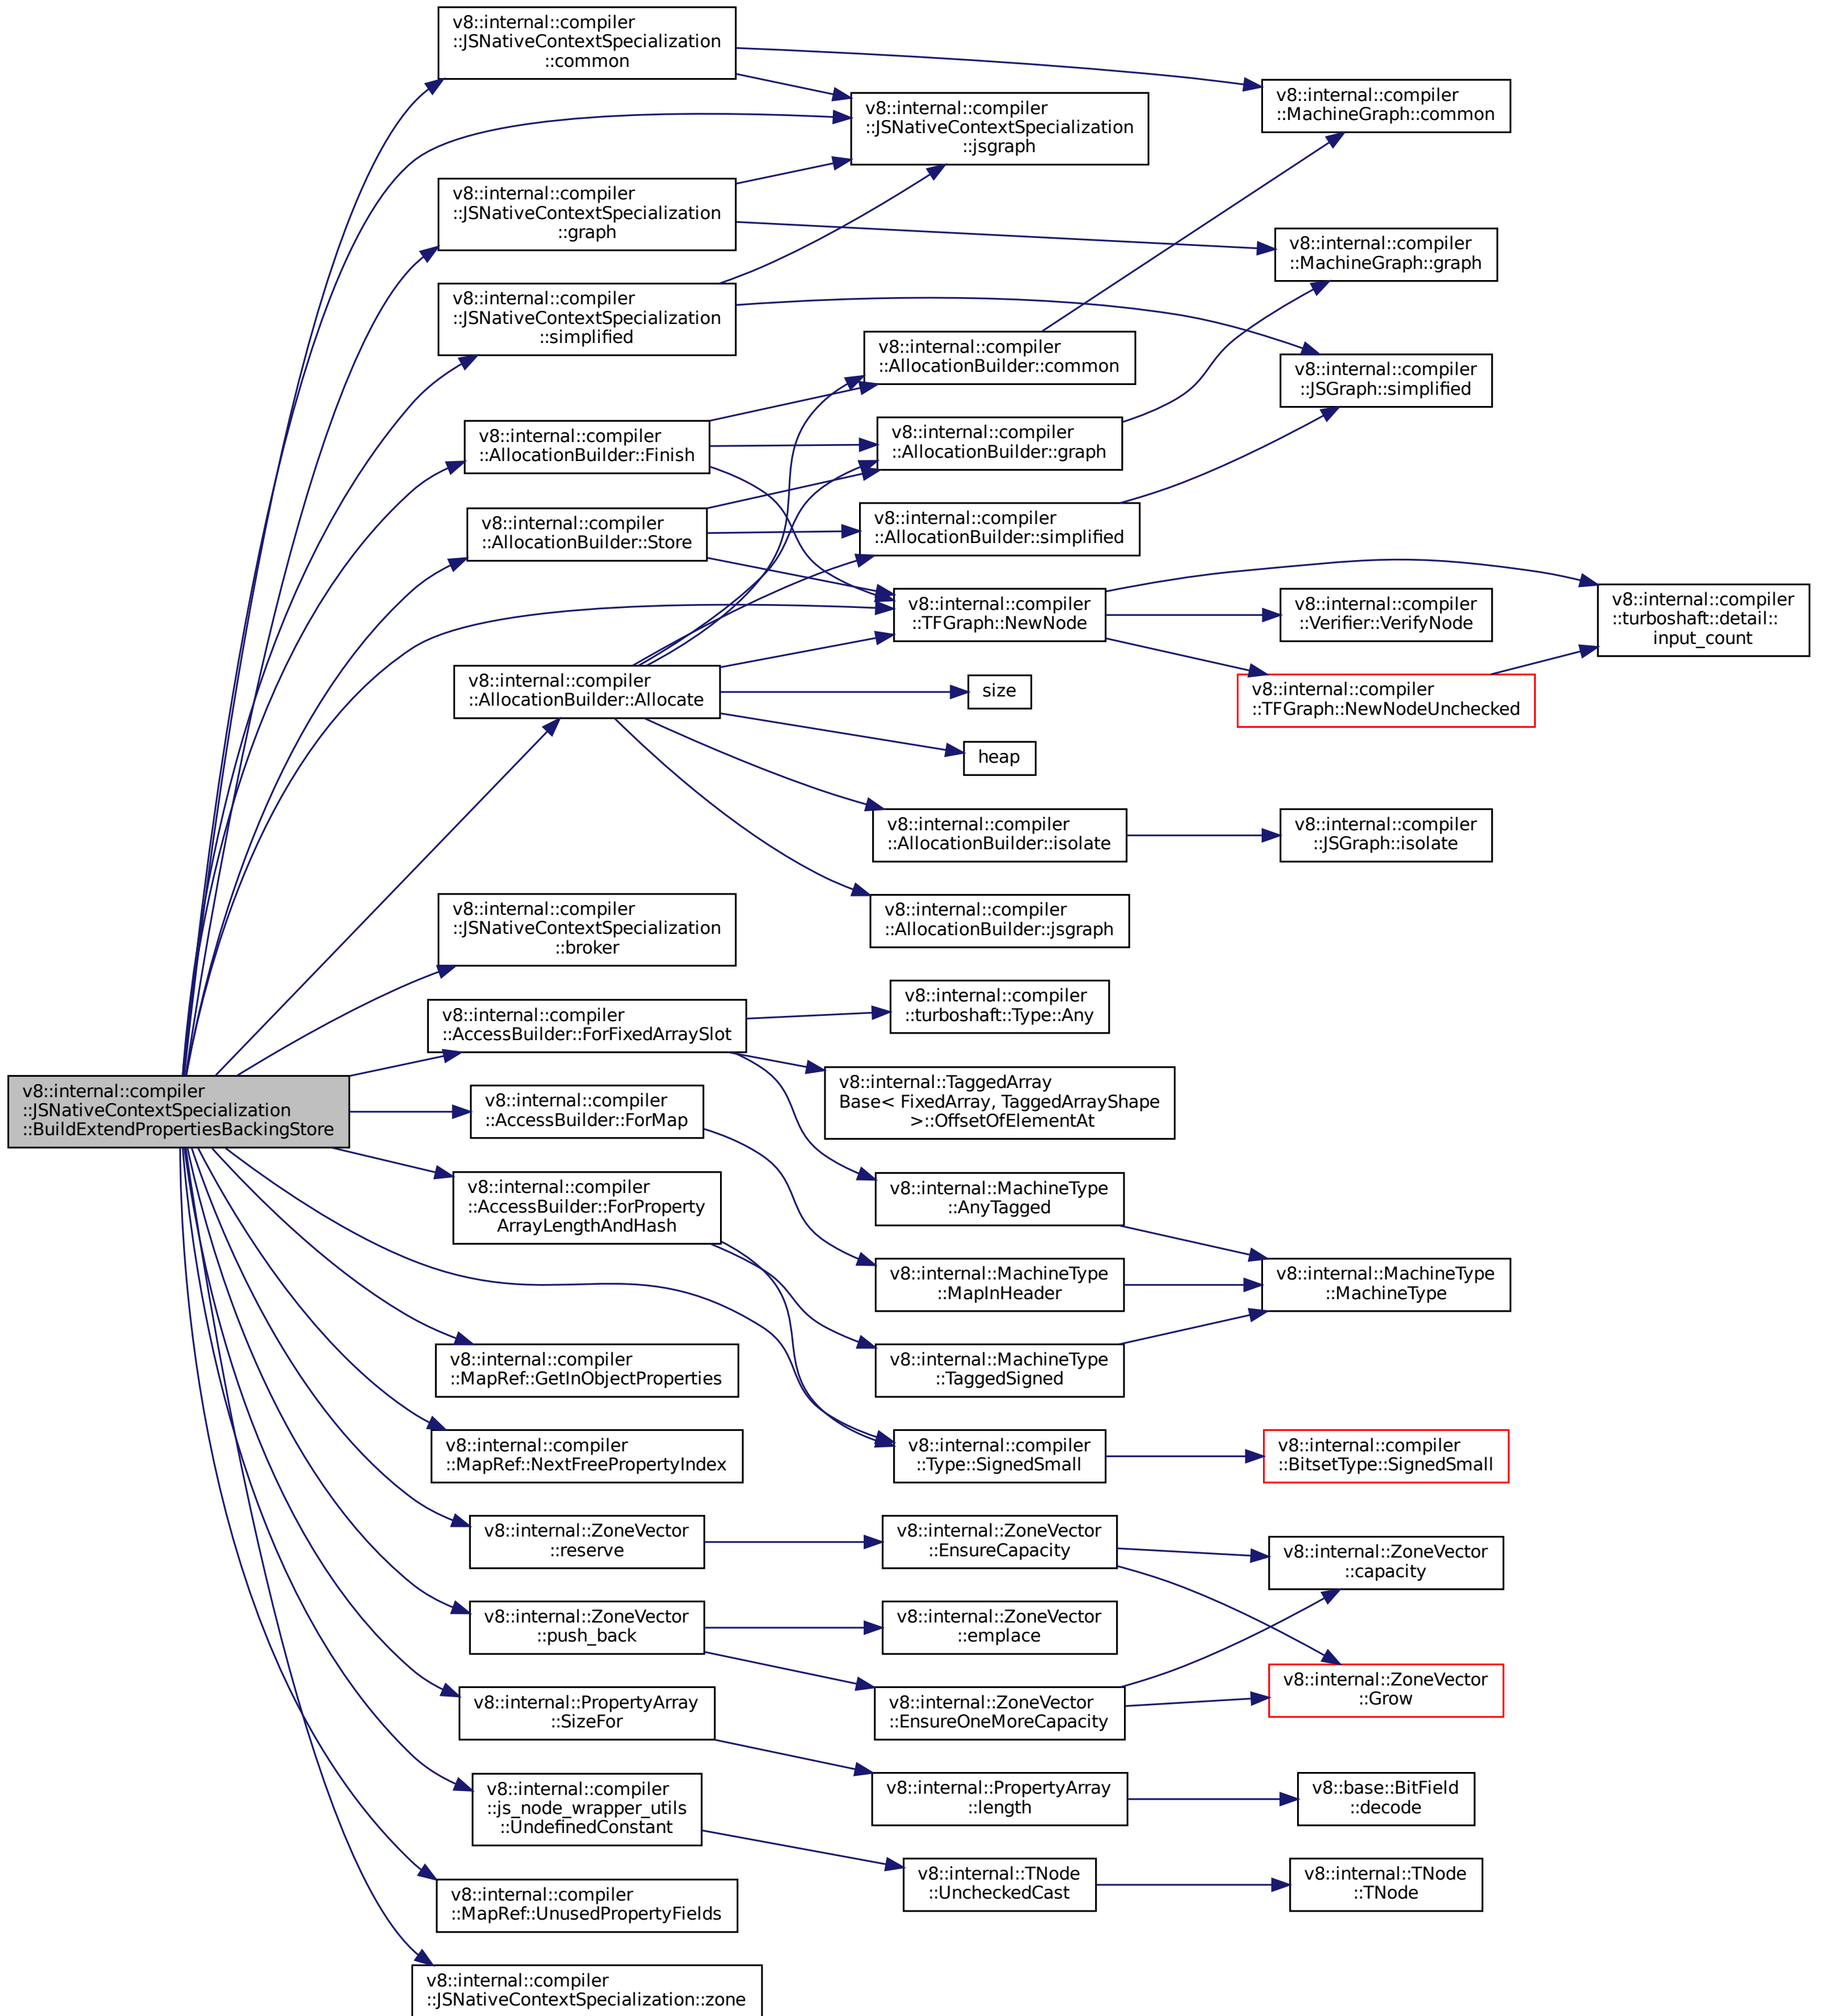 v8::internal::compiler
::JSNativeContextSpecialization
::common
v8::internal::compiler
::JSNativeContextSpecialization
::jsgraph
v8::internal::compiler
::MachineGraph::common
v8::internal::compiler
::JSNativeContextSpecialization
::graph
v8::internal::compiler
::MachineGraph::graph
v8::internal::compiler
::JSNativeContextSpecialization
::simplified
v8::internal::compiler
::AllocationBuilder::common
v8::internal::compiler
::JSGraph::simplified
v8::internal::compiler
::AllocationBuilder::Finish
v8::internal::compiler
::AllocationBuilder::graph
v8::internal::compiler
::AllocationBuilder::Store
v8::internal::compiler
::AllocationBuilder::simplified
v8::internal::compiler
::TFGraph::NewNode
v8::internal::compiler
::Verifier::VerifyNode
v8::internal::compiler
::turboshaft::detail::
input_count
v8::internal::compiler
::AllocationBuilder::Allocate
size
v8::internal::compiler
::TFGraph::NewNodeUnchecked
heap
v8::internal::compiler
::AllocationBuilder::isolate
v8::internal::compiler
::JSGraph::isolate
v8::internal::compiler
::AllocationBuilder::jsgraph
v8::internal::compiler
::JSNativeContextSpecialization
::broker
v8::internal::compiler
::AccessBuilder::ForFixedArraySlot
v8::internal::compiler
::turboshaft::Type::Any
v8::internal::compiler
::JSNativeContextSpecialization
::BuildExtendPropertiesBackingStore
v8::internal::compiler
::AccessBuilder::ForMap
v8::internal::TaggedArray
Base< FixedArray, TaggedArrayShape
>::OffsetOfElementAt
v8::internal::compiler
::AccessBuilder::ForProperty
ArrayLengthAndHash
v8::internal::MachineType
::AnyTagged
v8::internal::MachineType
::MapInHeader
v8::internal::MachineType
::MachineType
v8::internal::compiler
::MapRef::GetInObjectProperties
v8::internal::MachineType
::TaggedSigned
v8::internal::compiler
::MapRef::NextFreePropertyIndex
v8::internal::compiler
::Type::SignedSmall
v8::internal::compiler
::BitsetType::SignedSmall
v8::internal::ZoneVector
::reserve
v8::internal::ZoneVector
::EnsureCapacity
v8::internal::ZoneVector
::capacity
v8::internal::ZoneVector
::push_back
v8::internal::ZoneVector
::emplace
v8::internal::PropertyArray
::SizeFor
v8::internal::ZoneVector
::EnsureOneMoreCapacity
v8::internal::ZoneVector
::Grow
v8::internal::compiler
::js_node_wrapper_utils
::UndefinedConstant
v8::internal::PropertyArray
::length
v8::base::BitField
::decode
v8::internal::TNode
::UncheckedCast
v8::internal::TNode
::TNode
v8::internal::compiler
::MapRef::UnusedPropertyFields
v8::internal::compiler
::JSNativeContextSpecialization::zone